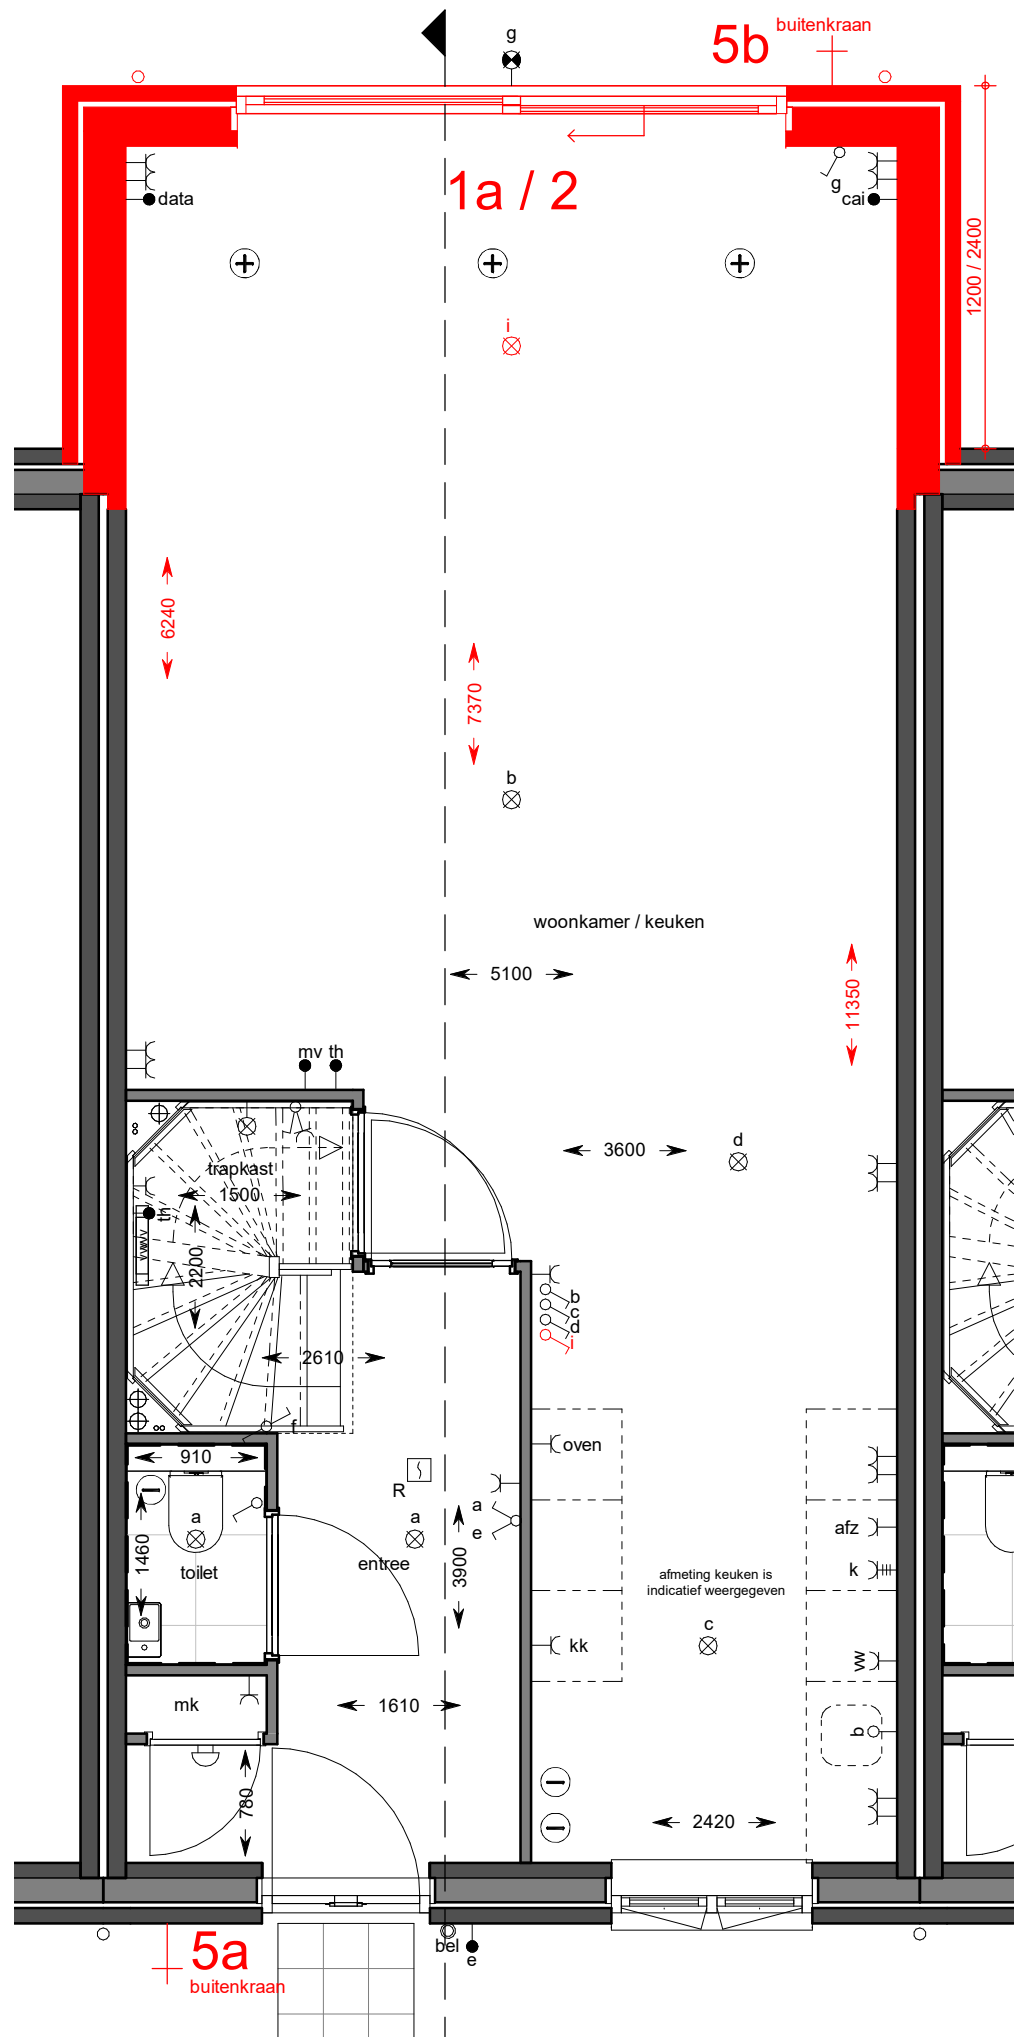 g
5b
buitenkraan
data
1a / 2
g
cai
1200 / 2400
i
6240
7370
b
woonkamer / keuken
5100
11350
mv
th
trapkast
1500
3600
d
th
vwvv
2200
b
c
d
i
2610
f
910
oven
R
a
a
a
e
afz
1460
toilet
entree
3900
k
afmeting keuken is
indicatief weergegeven
c
kk
vw
mk
1610
b
780
2420
5a
buitenkraan
bel
e